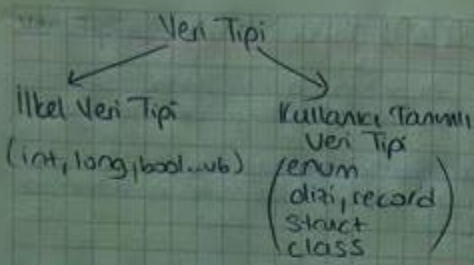 Veri Tipi
İlkel Veri Tipi
(int, long, bool...vb)
Kullanıcı Tanımlı
Veri Tipi
(enum
dizi, record
struct
class)